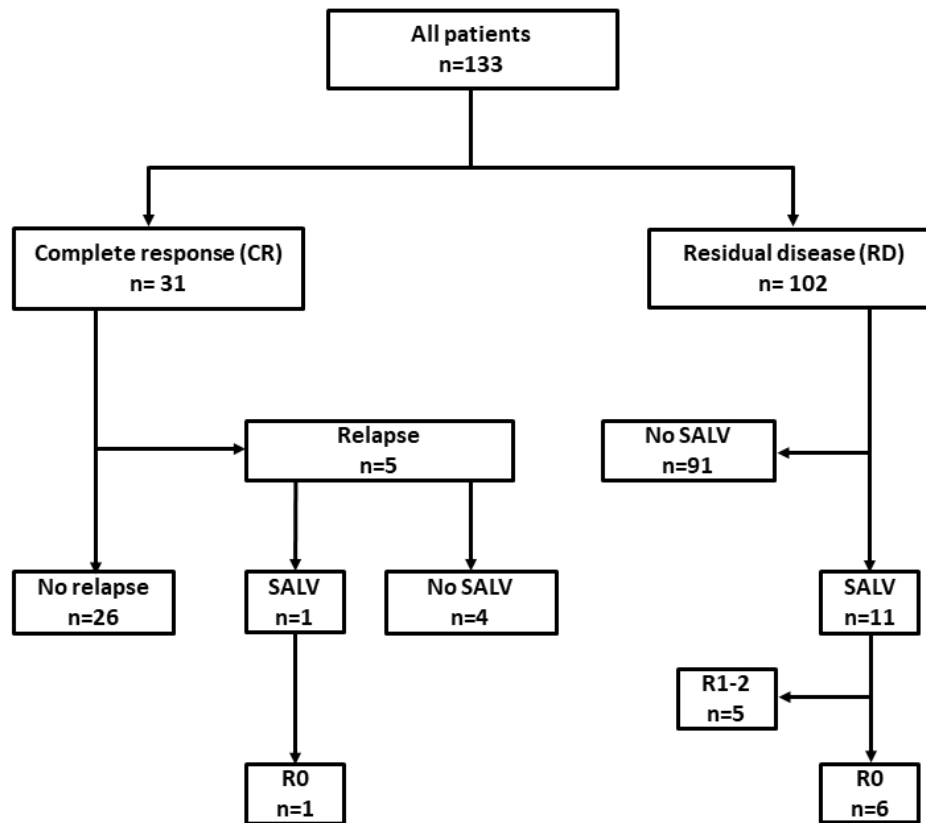 All patients
n=133
Complete response (CR)
n= 31
Residual disease (RD)
n= 102
Relapse
n=5
No SALV
n=91
No relapse
n=26
SALV
n=1
No SALV
n=4
SALV
n=11
R1-2
n=5
R0
n=1
R0
n=6